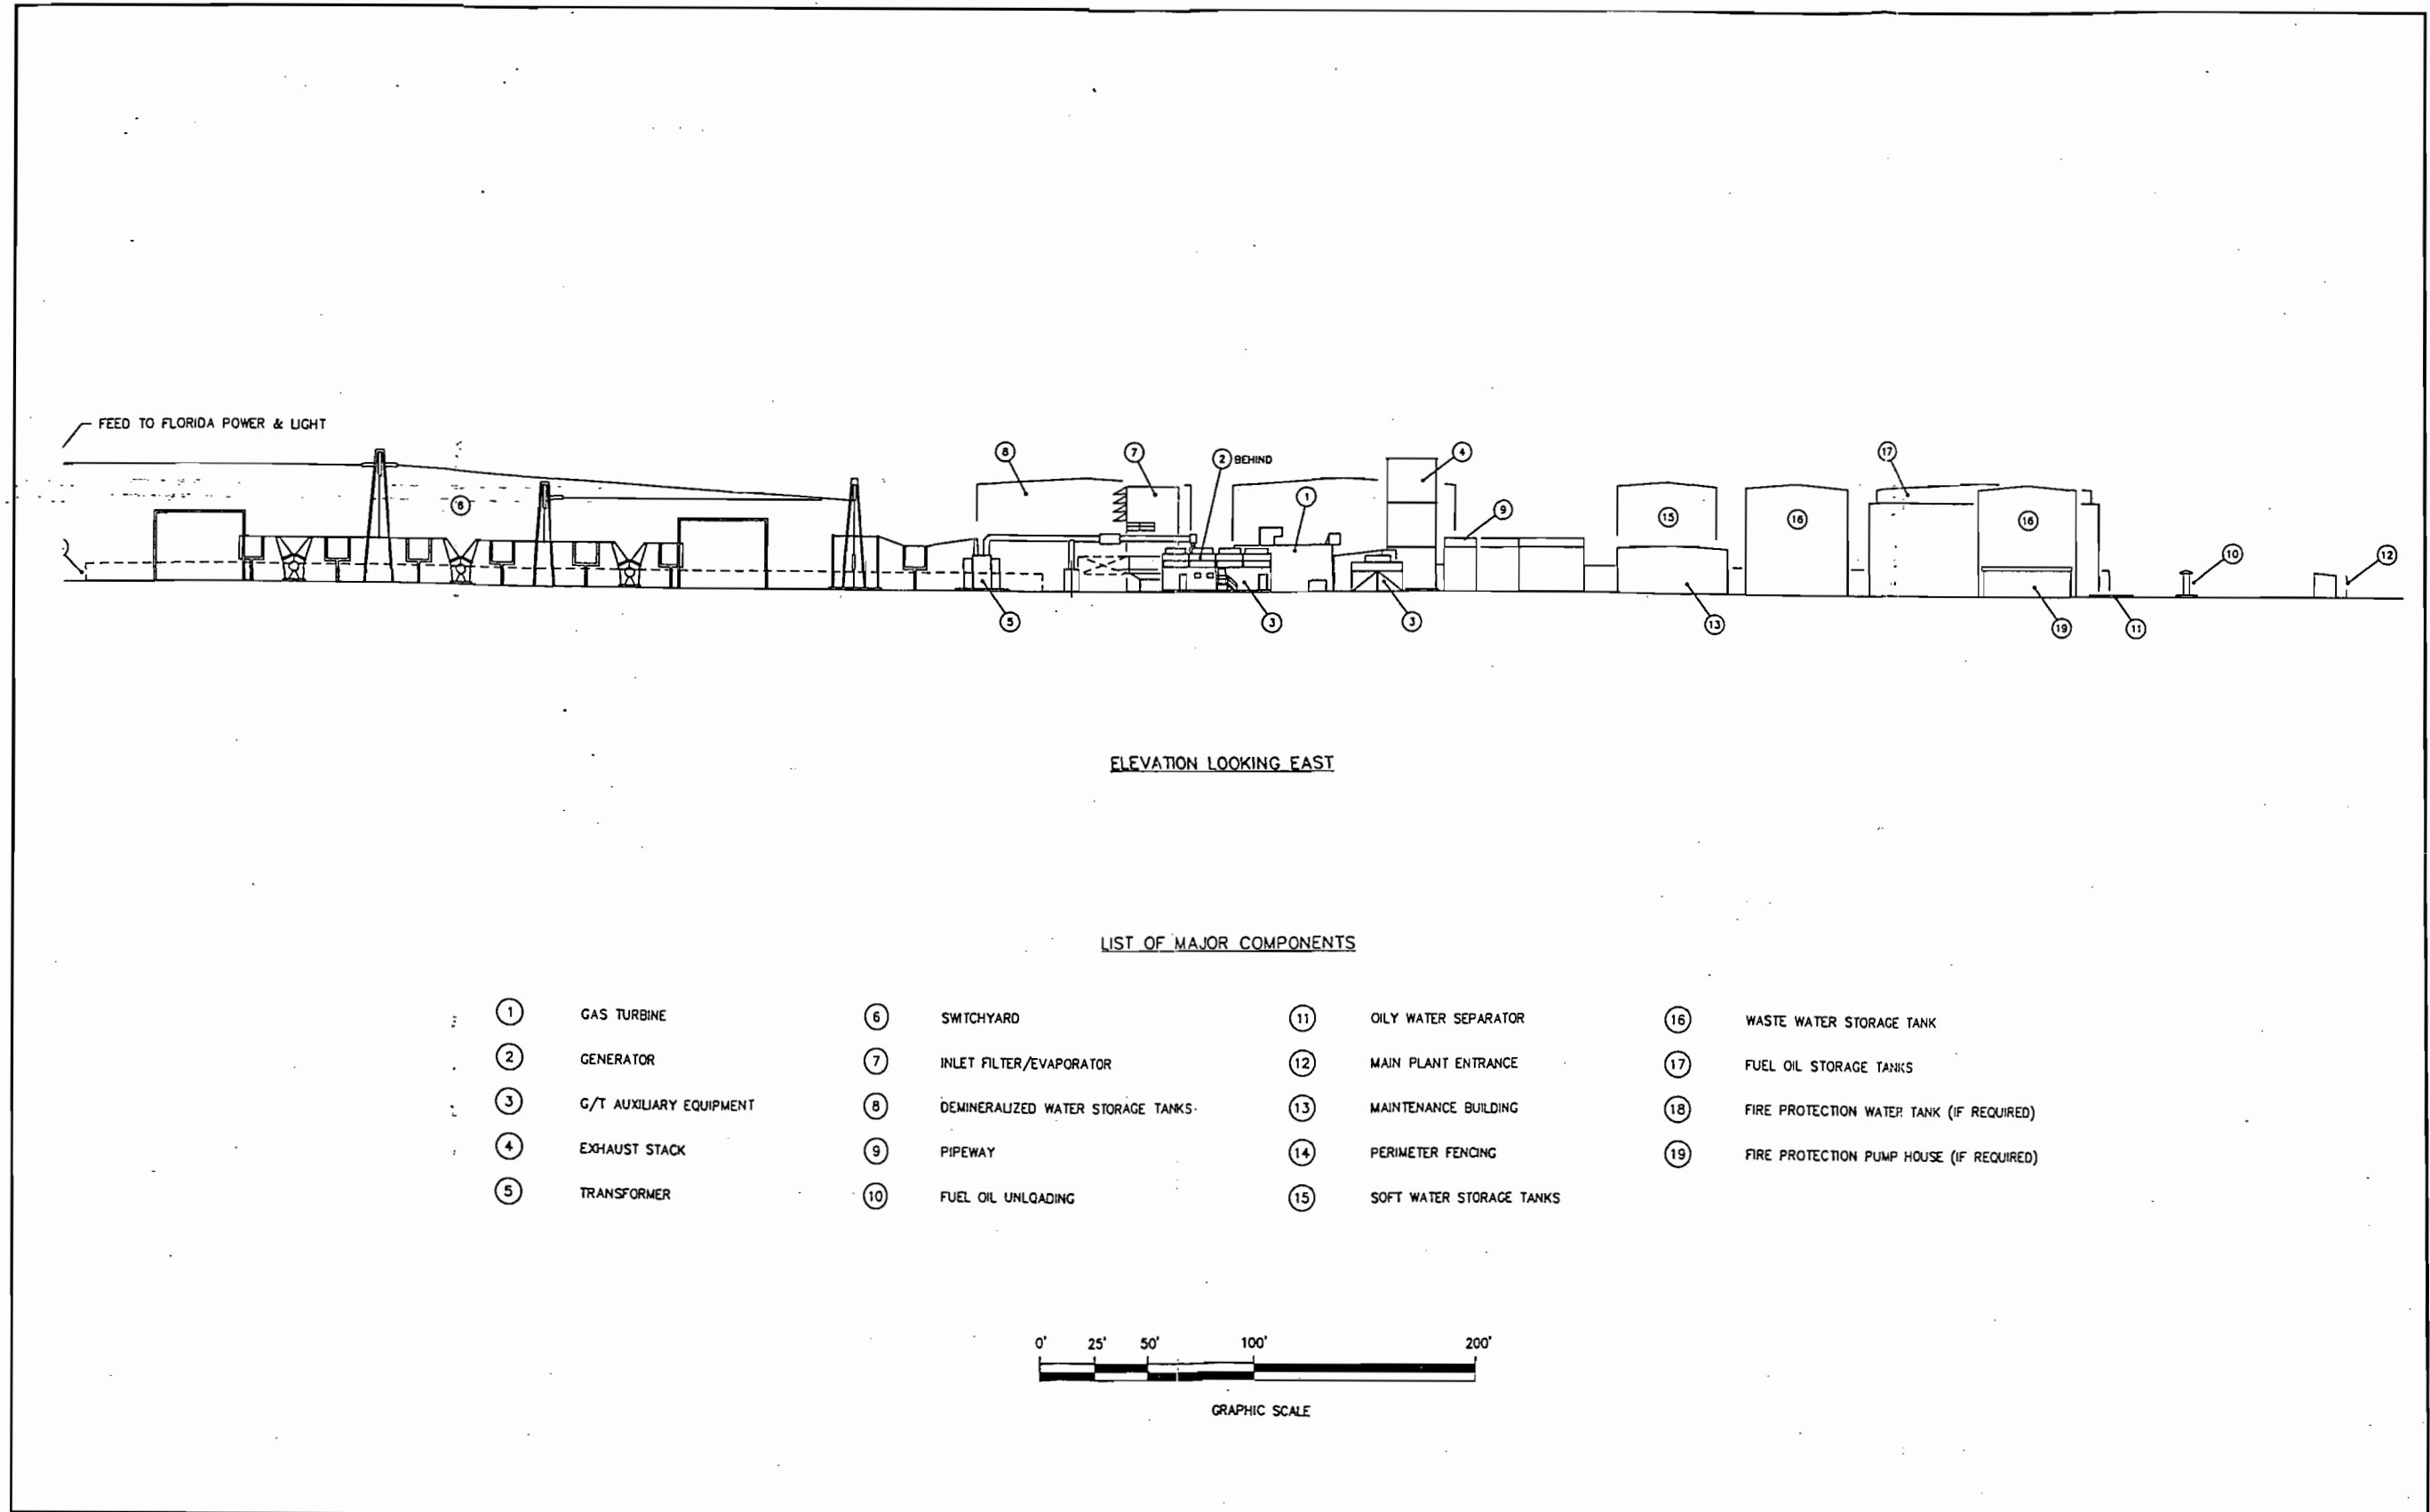 FEED TO FLORIDA POWER & LIGHT
8
7
2 BEHIND
4
17
1
6
9
15
16
18
10
12
5
3
3
13
19
11
ELEVATION LOOKING EAST
LIST OF MAJOR COMPONENTS
1 GAS TURBINE
2 GENERATOR
3 G/T AUXILIARY EQUIPMENT
4 EXHAUST STACK
5 TRANSFORMER
6 SWITCHYARD
7 INLET FILTER/EVAPORATOR
8 DEMINERALIZED WATER STORAGE TANKS
9 PIPEWAY
10 FUEL OIL UNLOADING
11 OILY WATER SEPARATOR
12 MAIN PLANT ENTRANCE
13 MAINTENANCE BUILDING
14 PERIMETER FENCING
15 SOFT WATER STORAGE TANKS
16 WASTE WATER STORAGE TANK
17 FUEL OIL STORAGE TANKS
18 FIRE PROTECTION WATER TANK (IF REQUIRED)
19 FIRE PROTECTION PUMP HOUSE (IF REQUIRED)
0' 25' 50' 100' 200'
GRAPHIC SCALE